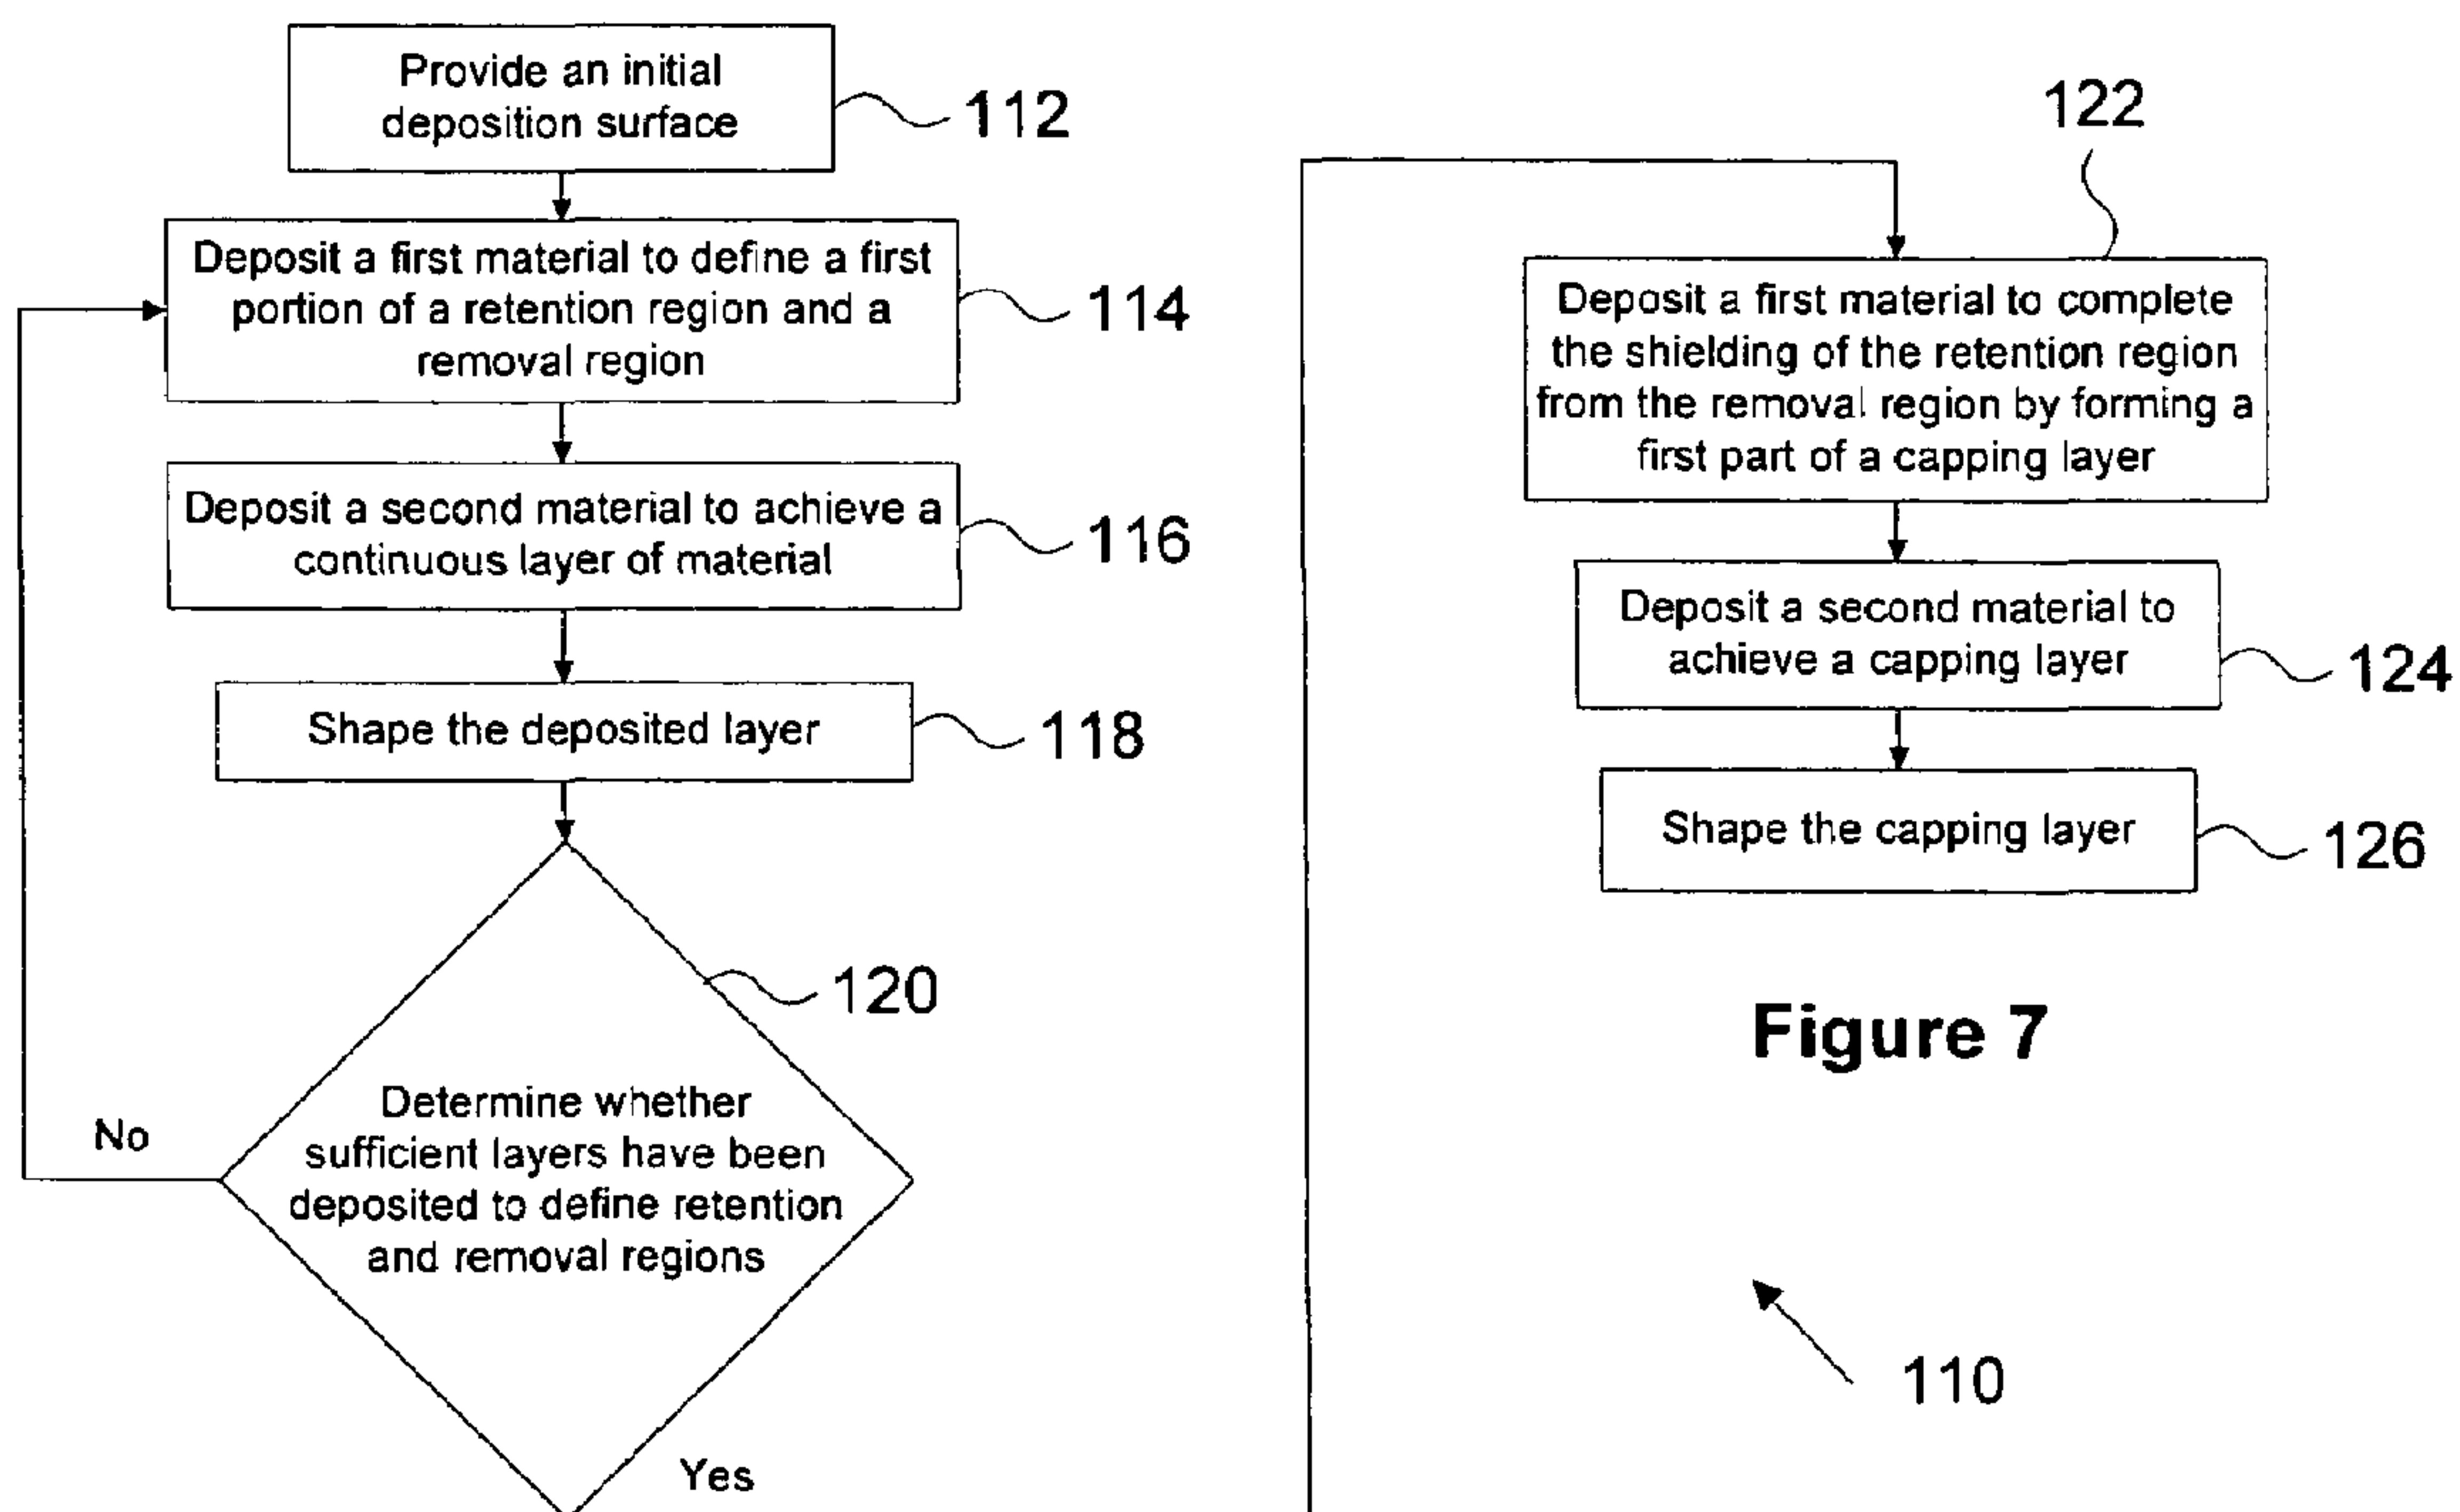 Provide an initial
deposition surface
112
Deposit a first material to define a first
portion of a retention region and a
removal region
114
Deposit a second material to achieve a
continuous layer of material
116
Shape the deposited layer
118
120
Determine whether
sufficient layers have been
deposited to define retention
and removal regions
No
Yes
122
Deposit a first material to complete
the shielding of the retention region
from the removal region by forming a
first part of a capping layer
Deposit a second material to
achieve a capping layer
124
Shape the capping layer
126
Figure 7
110